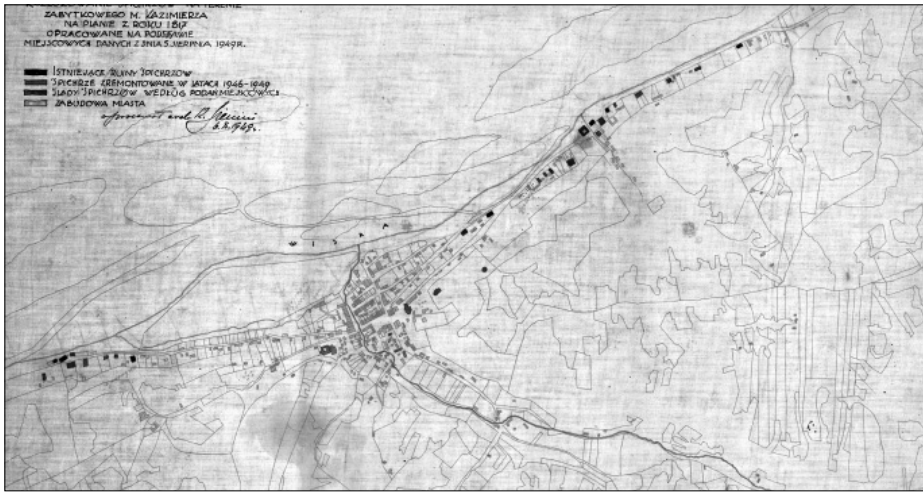 ZABYTKOWEGO M. KAZIMIERZA
NA PLANIE Z ROKU 1817
OPRACOWANE NA PODSTAWIE
MIEJSCOWYCH DANYCH Z DNIA 5 SIERPNIA 1949R.
ISTNIEJĄCE RUINY SPICHRZÓW
SPICHRZE ZREMONTOWANE W LATACH 1946-1949
ŚLADY SPICHRZÓW WEDŁUG PODAŃ MIEJSCOWYCH
ZABUDOWA MIASTA
1949.
WISŁA